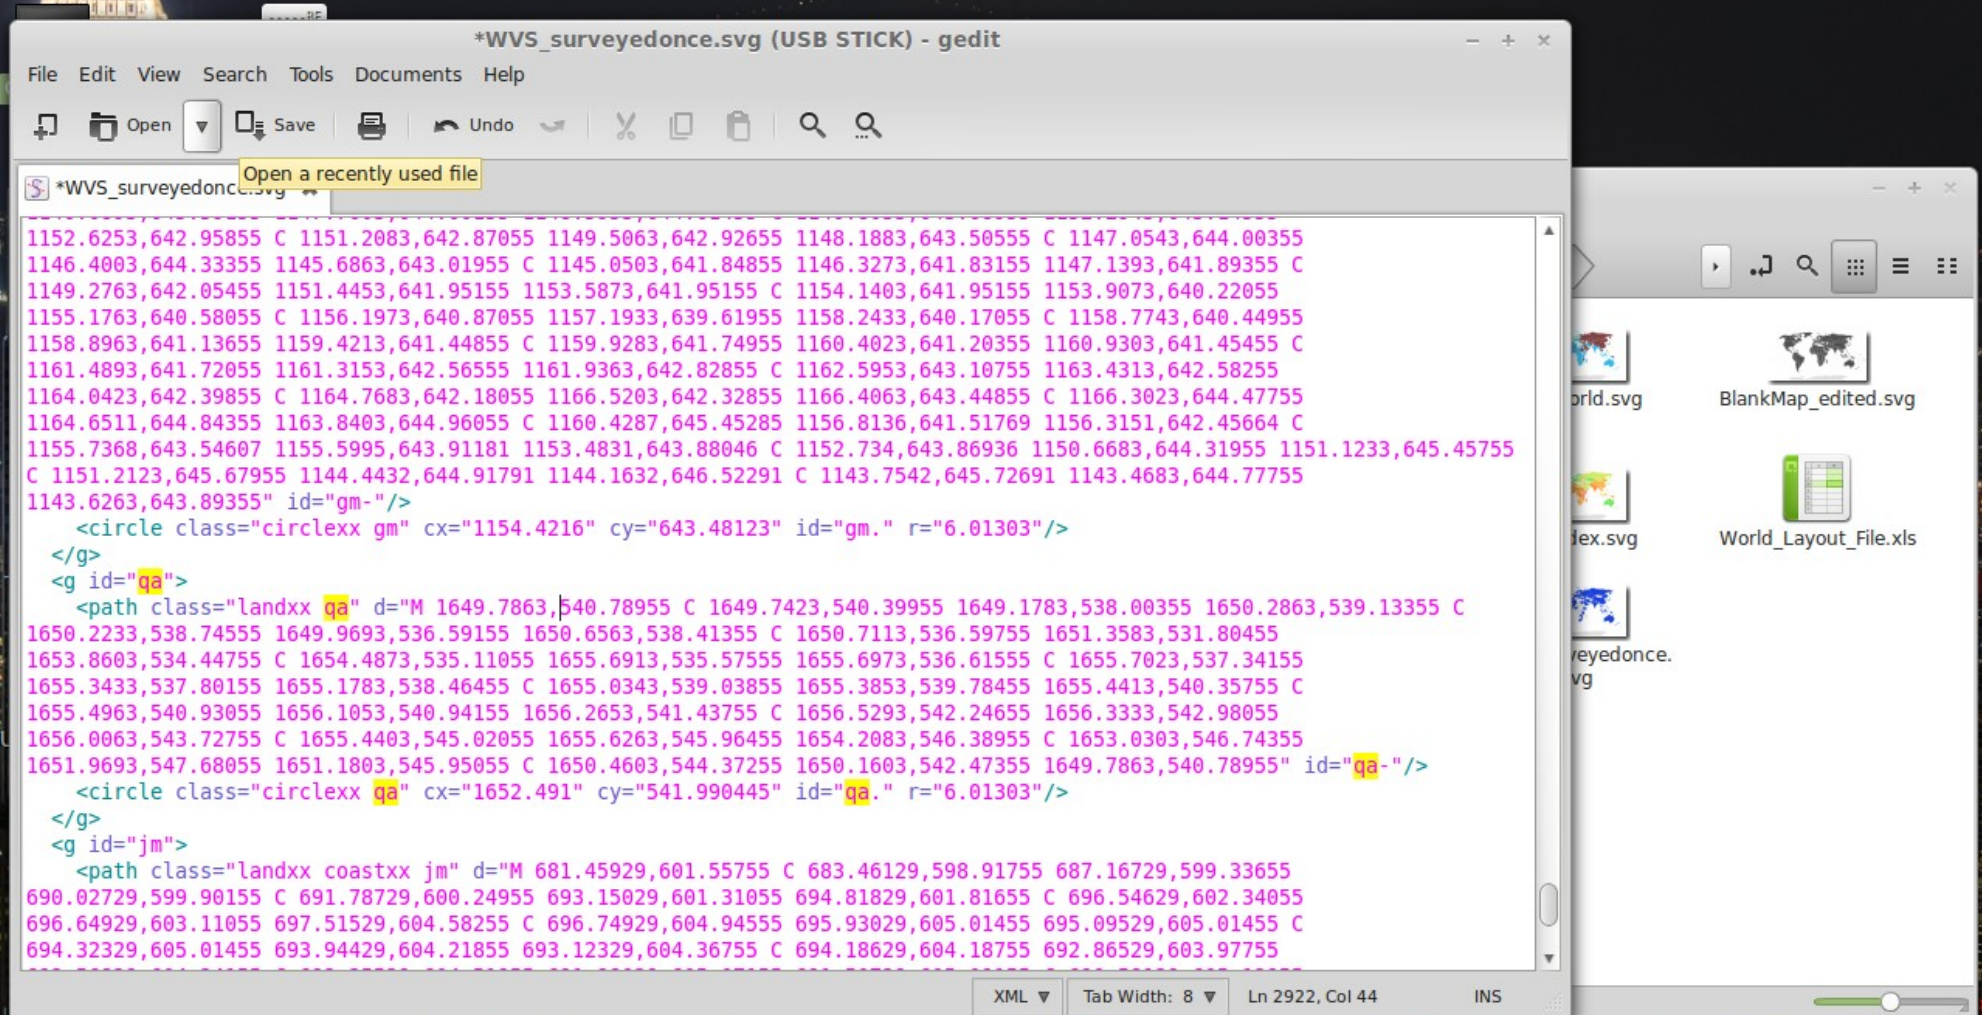 *WVS_surveyedonce.svg (USB STICK) - gedit
File Edit View Search Tools Documents Help
Open Save Undo
Open a recently used file
*WVS_surveyedonce.svg
1152.6253,642.95855 C 1151.2083,642.87055 1149.5063,642.92655 1148.1883,643.50555 C 1147.0543,644.00355
1146.4003,644.33355 1145.6863,643.01955 C 1145.0503,641.84855 1146.3273,641.83155 1147.1393,641.89355 C
1149.2763,642.05455 1151.4453,641.95155 1153.5873,641.95155 C 1154.1403,641.95155 1153.9073,640.22055
1155.1763,640.58055 C 1156.1973,640.87055 1157.1933,639.61955 1158.2433,640.17055 C 1158.7743,640.44955
1158.8963,641.13655 1159.4213,641.44855 C 1159.9283,641.74955 1160.4023,641.20355 1160.9303,641.45455 C
1161.4893,641.72055 1161.3153,642.56555 1161.9363,642.82855 C 1162.5953,643.10755 1163.4313,642.58255
1164.0423,642.39855 C 1164.7683,642.18055 1166.5203,642.32855 1166.4063,643.44855 C 1166.3023,644.47755
1164.6511,644.84355 1163.8403,644.96055 C 1160.4287,645.45285 1156.8136,641.51769 1156.3151,642.45664 C
1155.7368,643.54607 1155.5995,643.91181 1153.4831,643.88046 C 1152.734,643.86936 1150.6683,644.31955 1151.1233,645.45755
C 1151.2123,645.67955 1144.4432,644.91791 1144.1632,646.52291 C 1143.7542,645.72691 1143.4683,644.77755
1143.6263,643.89355" id="gm-"/>
<circle class="circlexx gm" cx="1154.4216" cy="643.48123" id="gm." r="6.01303"/>
</g>
<g id="qa">
<path class="landxx qa" d="M 1649.7863,540.78955 C 1649.7423,540.39955 1649.1783,538.00355 1650.2863,539.13355 C
1650.2233,538.74555 1649.9693,536.59155 1650.6563,538.41355 C 1650.7113,536.59755 1651.3583,531.80455
1653.8603,534.44755 C 1654.4873,535.11055 1655.6913,535.57555 1655.6973,536.61555 C 1655.7023,537.34155
1655.3433,537.80155 1655.1783,538.46455 C 1655.0343,539.03855 1655.3853,539.78455 1655.4413,540.35755 C
1655.4963,540.93055 1656.1053,540.94155 1656.2653,541.43755 C 1656.5293,542.24655 1656.3333,542.98055
1656.0063,543.72755 C 1655.4403,545.02055 1655.6263,545.96455 1654.2083,546.38955 C 1653.0303,546.74355
1651.9693,547.68055 1651.1803,545.95055 C 1650.4603,544.37255 1650.1603,542.47355 1649.7863,540.78955" id="qa-"/>
<circle class="circlexx qa" cx="1652.491" cy="541.990445" id="qa." r="6.01303"/>
</g>
<g id="jm">
<path class="landxx coastxx jm" d="M 681.45929,601.55755 C 683.46129,598.91755 687.16729,599.33655
690.02729,599.90155 C 691.78729,600.24955 693.15029,601.31055 694.81829,601.81655 C 696.54629,602.34055
696.64929,603.11055 697.51529,604.58255 C 696.74929,604.94555 695.93029,605.01455 695.09529,605.01455 C
694.32329,605.01455 693.94429,604.21855 693.12329,604.36755 C 694.18629,604.18755 692.86529,603.97755
XML Tab Width: 8 Ln 2922, Col 44 INS
orld.svg
BlankMap_edited.svg
dex.svg
World_Layout_File.xls
veyedonce.
vg